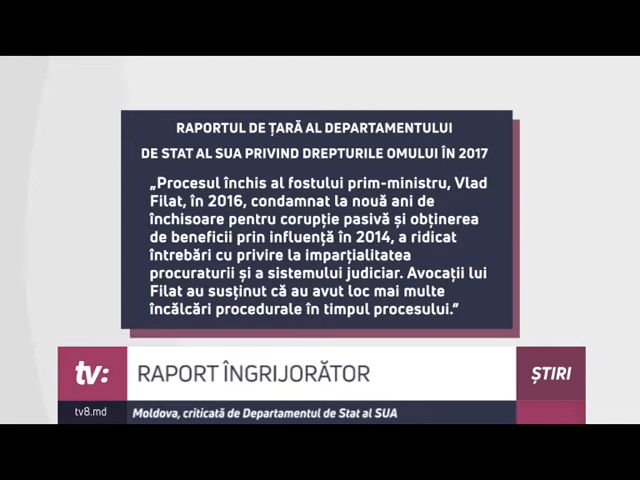 RAPORTUL DE ȚARĂ AL DEPARTAMENTULUI
DE STAT AL SUA PRIVIND DREPTURILE OMULUI ÎN 2017
„Procesul închis al fostului prim-ministru, Vlad
Filat, în 2016, condamnat la nouă ani de
închisoare pentru corupție pasivă și obținerea
de beneficii prin influență în 2014, a ridicat
întrebări cu privire la imparțialitatea
procuraturii și a sistemului judiciar. Avocații lui
Filat au susținut că au avut loc mai multe
încălcări procedurale în timpul procesului.”
tv:
RAPORT ÎNGRIJORĂTOR
ȘTIRI
tv8.md
Moldova, criticată de Departamentul de Stat al SUA